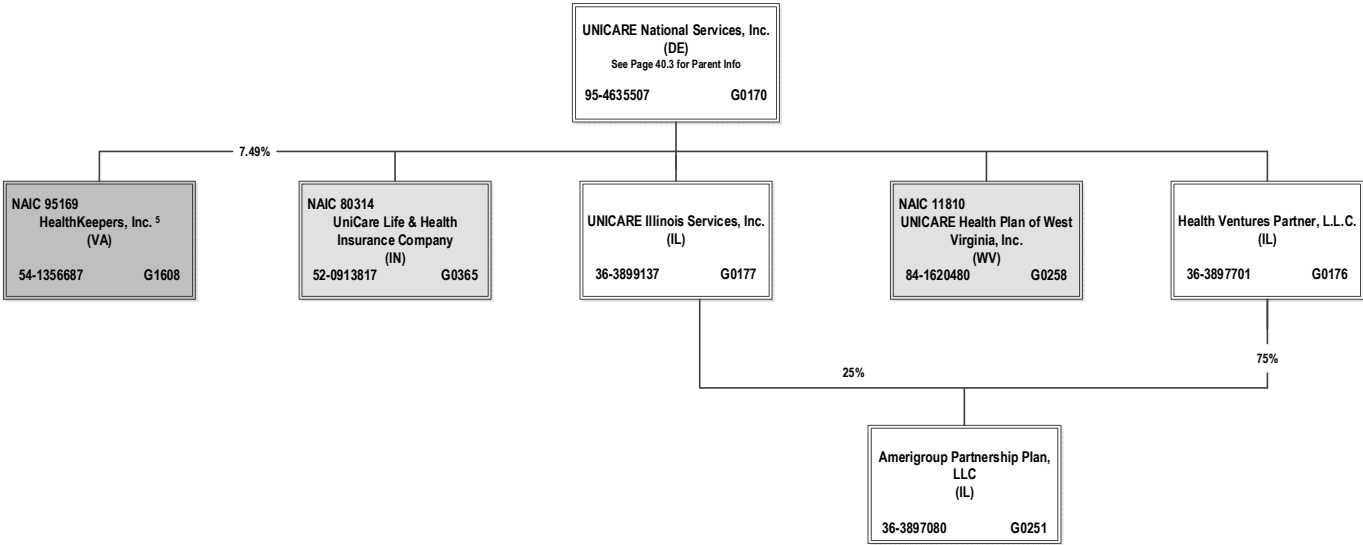 UNICARE National Services, Inc.
(DE)
See Page 40.3 for Parent Info
95-4635507 G0170
7.49%
NAIC 95169
HealthKeepers, Inc. 5
(VA)
54-1356687 G1608
NAIC 80314
UniCare Life & Health
Insurance Company
(IN)
52-0913817 G0365
UNICARE Illinois Services, Inc.
(IL)
36-3899137 G0177
NAIC 11810
UNICARE Health Plan of West
Virginia, Inc.
(WV)
84-1620480 G0258
Health Ventures Partner, L.L.C.
(IL)
36-3897701 G0176
25%
75%
Amerigroup Partnership Plan,
LLC
(IL)
36-3897080 G0251